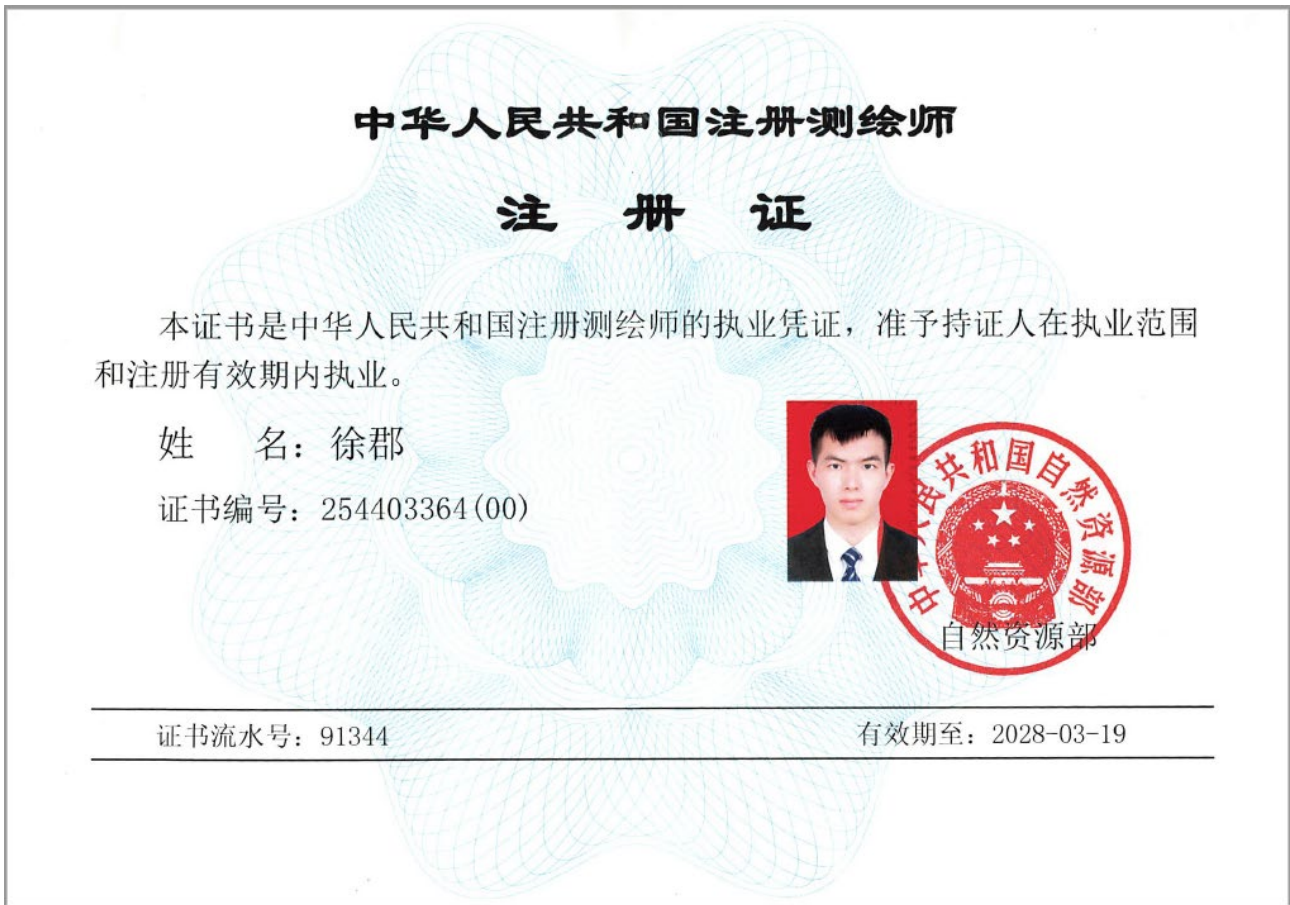 中华人民共和国注册测绘师
注 册 证
本证书是中华人民共和国注册测绘师的执业凭证，准予持证人在执业范围
和注册有效期内执业。
姓 名：徐郡
证书编号：254403364(00)
中华人民共和国自然资源部
自然资源部
证书流水号：91344
有效期至：2028-03-19